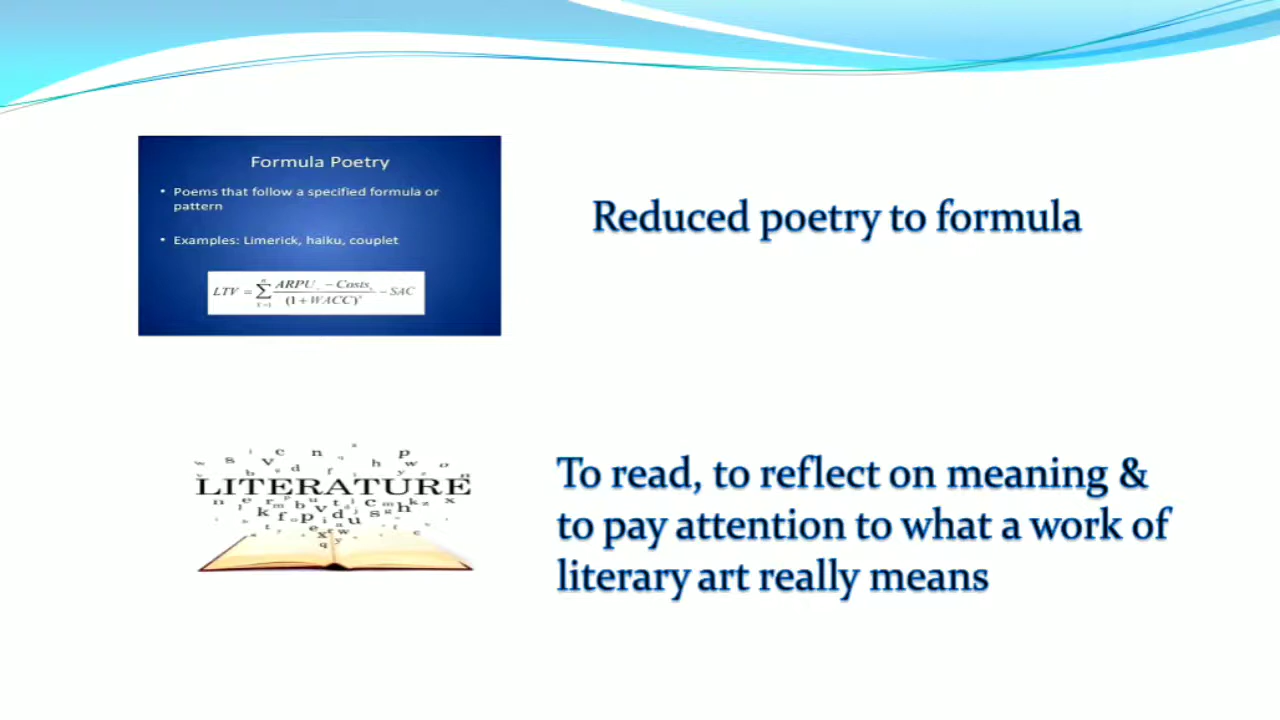 Formula Poetry
• Poems that follow a specified formula or
pattern
• Examples: Limerick, haiku, couplet
Reduced poetry to formula
LITERATURE
To read, to reflect on meaning &
to pay attention to what a work of
literary art really means